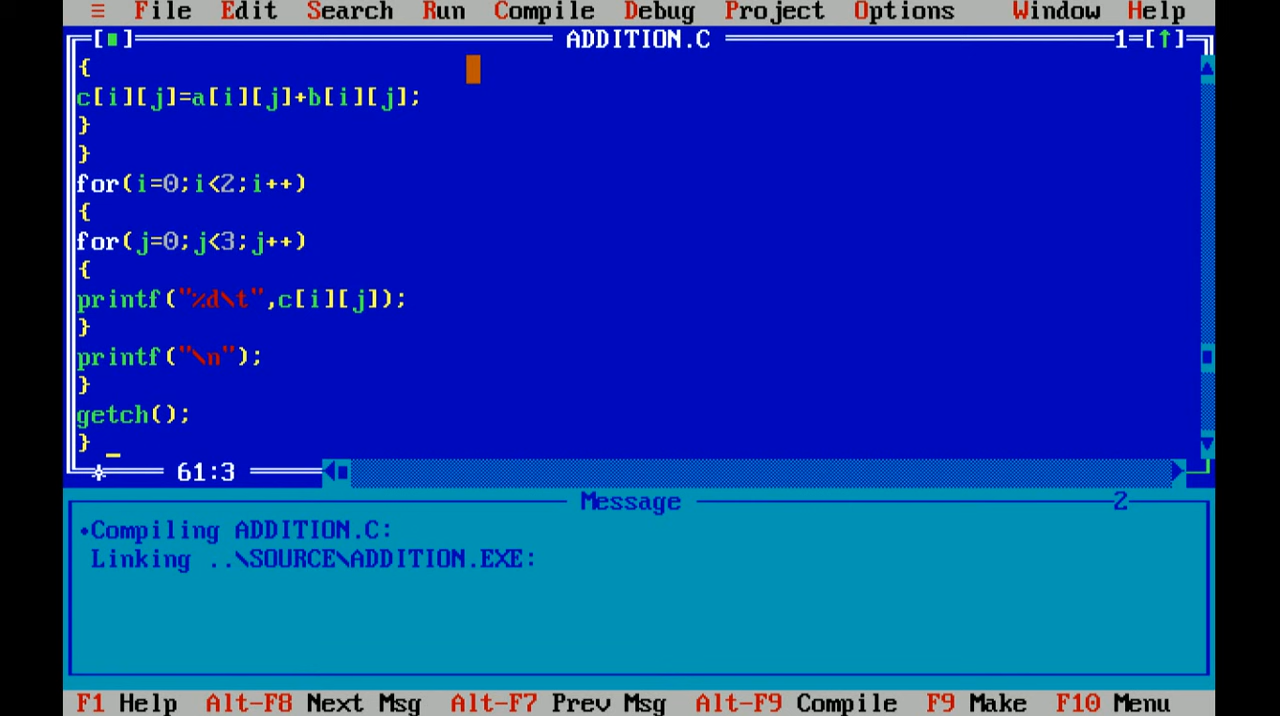 ≡ File Edit Search Run Compile Debug Project Options Window Help
[■] ADDITION.C 1=[↑]
{
c[i][j]=a[i][j]+b[i][j];
}
}
for(i=0;i<2;i++)
{
for(j=0;j<3;j++)
{
printf("%d\t",c[i][j]);
}
printf("\n");
}
getch();
}
61:3
Message 2
•Compiling ADDITION.C:
Linking ..\SOURCE\ADDITION.EXE:
F1 Help Alt-F8 Next Msg Alt-F7 Prev Msg Alt-F9 Compile F9 Make F10 Menu